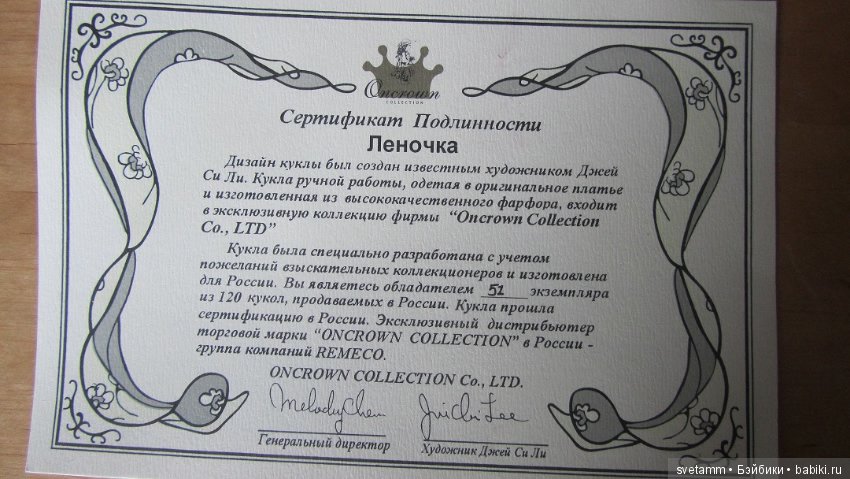 Oncrown
COLLECTION
Сертификат Подлинности
Леночка
Дизайн куклы был создан известным художником Джей
Си Ли. Кукла ручной работы, одетая в оригинальное платье
и изготовленная из высококачественного фарфора, входит
в эксклюзивную коллекцию фирмы “Oncrown Collection
Co., LTD”
Кукла была специально разработана с учетом
пожеланий взыскательных коллекционеров и изготовлена
для России. Вы являетесь обладателем 51 экземпляра
из 120 кукол, продаваемых в России. Кукла прошла
сертификацию в России. Эксклюзивный дистрибьютер
торговой марки “ONCROWN COLLECTION” в России -
группа компаний REMECO.
ONCROWN COLLECTION Co., LTD.
Melody Chen
Генеральный директор
Художник Джей Си Ли
svetamm • Бэйбики • babiki.ru